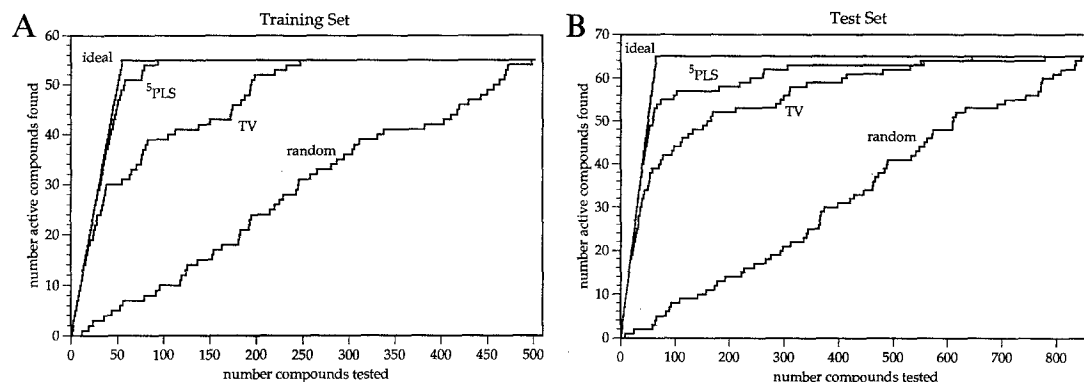 A
Training Set
60
50
40
30
20
10
0
number active compounds found
ideal
5PLS
TV
random
0 50 100 150 200 250 300 350 400 450 500
number compounds tested
B
Test Set
70
60
50
40
30
20
10
0
number active compounds found
ideal
5PLS
TV
random
0 100 200 300 400 500 600 700 800
number compounds tested